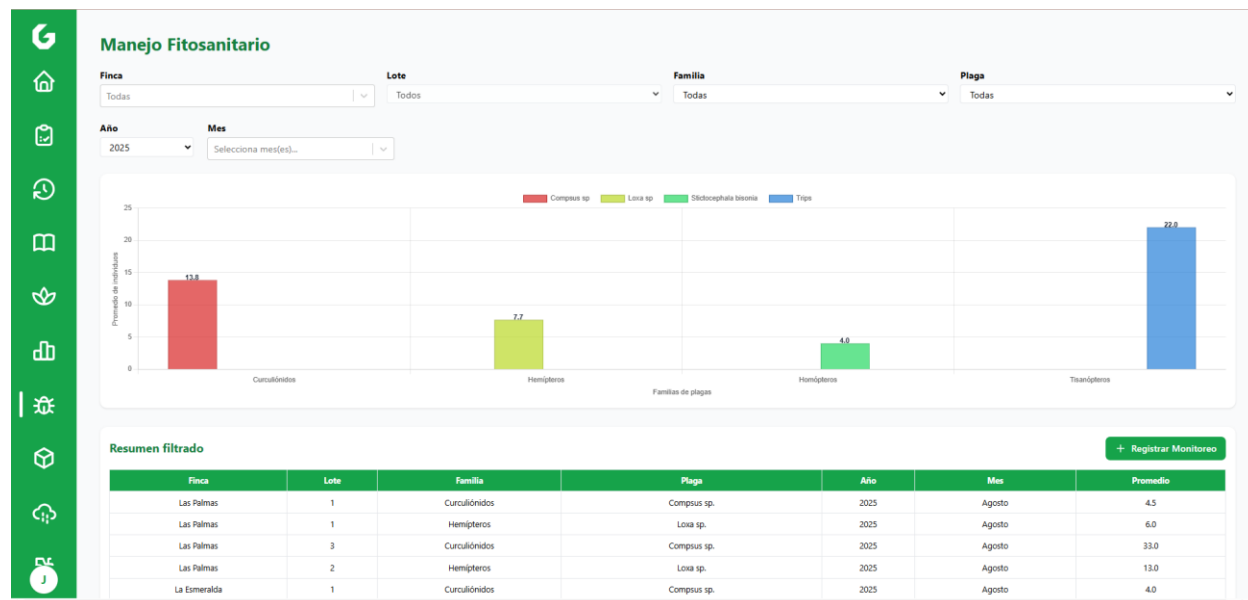 G
Manejo Fitosanitario
Finca Lote Familia Plaga
Todas Todos Todas Todas
Año Mes
2025 Selecciona mes(es)...
Compsus sp Loxa sp Stictocephala bisonia Trips
Promedio de individuos
25
20
15
10
5
0
13.8
7.7
4.0
22.0
Curculiónidos Hemípteros Homópteros Tisanópteros
Familias de plagas
Resumen filtrado + Registrar Monitoreo
Finca Lote Familia Plaga Año Mes Promedio
Las Palmas 1 Curculiónidos Compsus sp. 2025 Agosto 4.5
Las Palmas 1 Hemípteros Loxa sp. 2025 Agosto 6.0
Las Palmas 3 Curculiónidos Compsus sp. 2025 Agosto 33.0
Las Palmas 2 Hemípteros Loxa sp. 2025 Agosto 13.0
La Esmeralda 1 Curculiónidos Compsus sp. 2025 Agosto 4.0
J